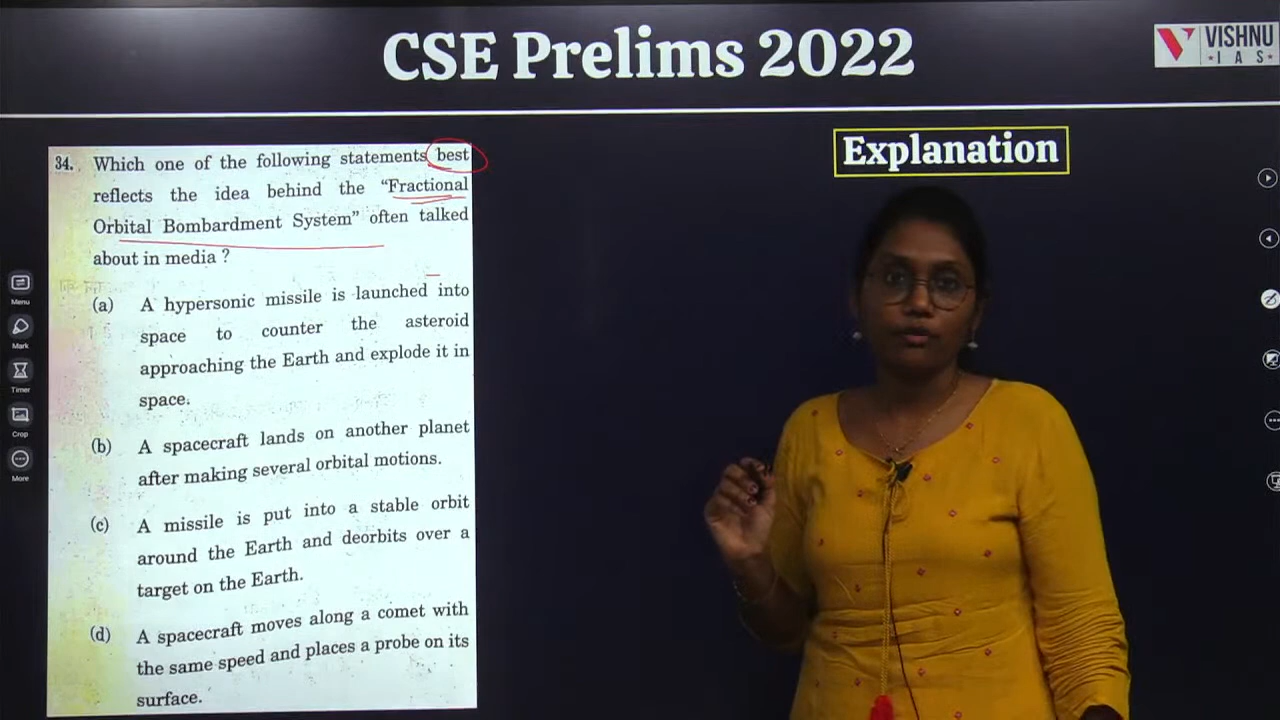 CSE Prelims 2022
VISHNU
I A S
Explanation
34. Which one of the following statements best
reflects the idea behind the “Fractional
Orbital Bombardment System” often talked
about in media ?
(a) A hypersonic missile is launched into
space to counter the asteroid
approaching the Earth and explode it in
space.
(b) A spacecraft lands on another planet
after making several orbital motions.
(c) A missile is put into a stable orbit
around the Earth and deorbits over a
target on the Earth.
(d) A spacecraft moves along a comet with
the same speed and places a probe on its
surface.
Menu
Mark
Timer
Crop
More